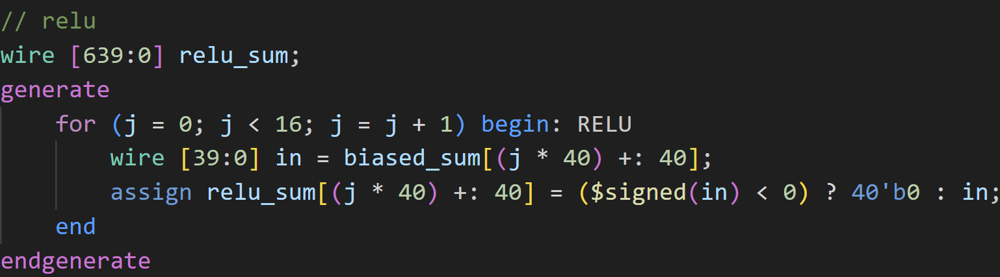 // relu
wire [639:0] relu_sum;
generate
    for (j = 0; j < 16; j = j + 1) begin: RELU
        wire [39:0] in = biased_sum[(j * 40) +: 40];
        assign relu_sum[(j * 40) +: 40] = ($signed(in) < 0) ? 40'b0 : in;
    end
endgenerate